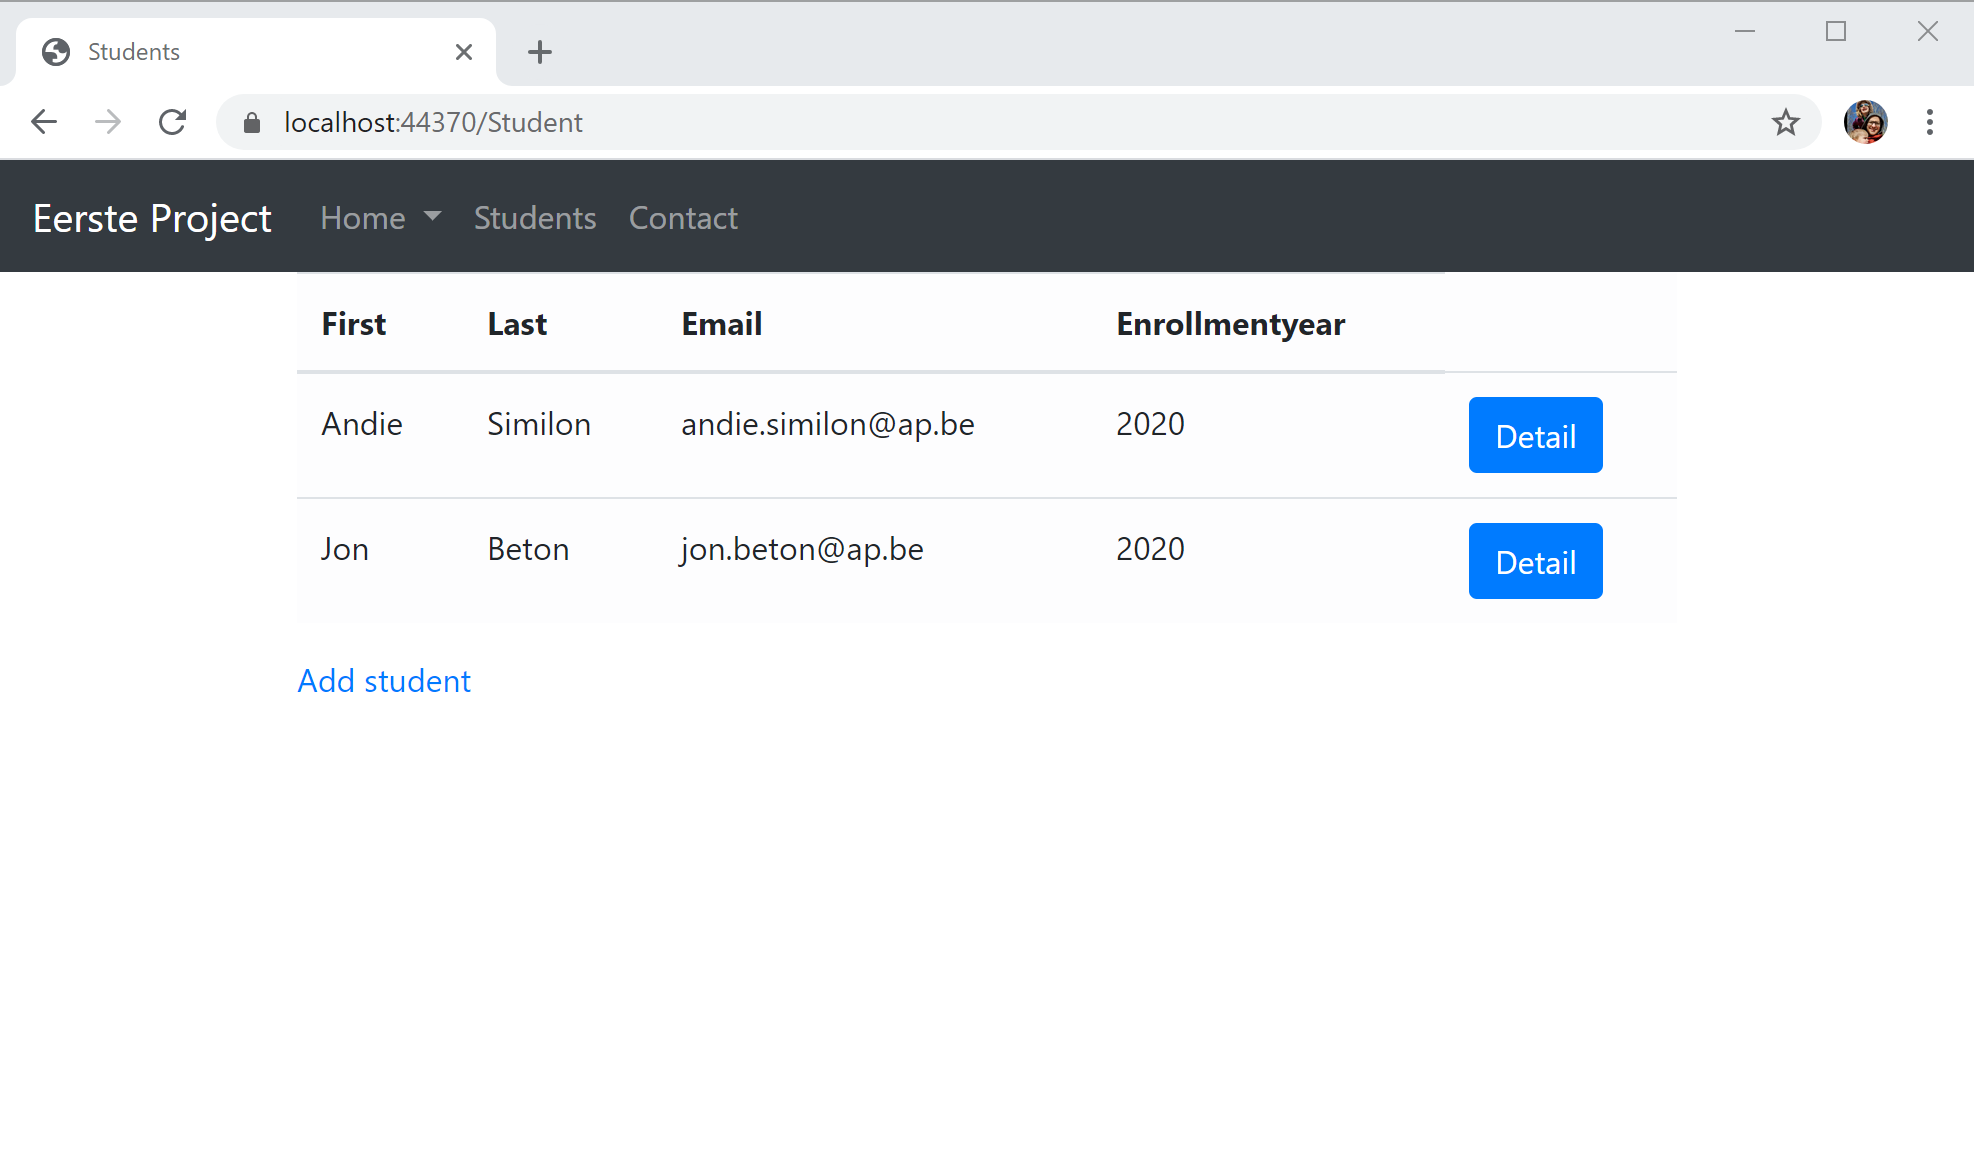 Students
localhost:44370/Student
Eerste Project Home Students Contact
First Last Email Enrollmentyear
Andie Similon andie.similon@ap.be 2020 Detail
Jon Beton jon.beton@ap.be 2020 Detail
Add student